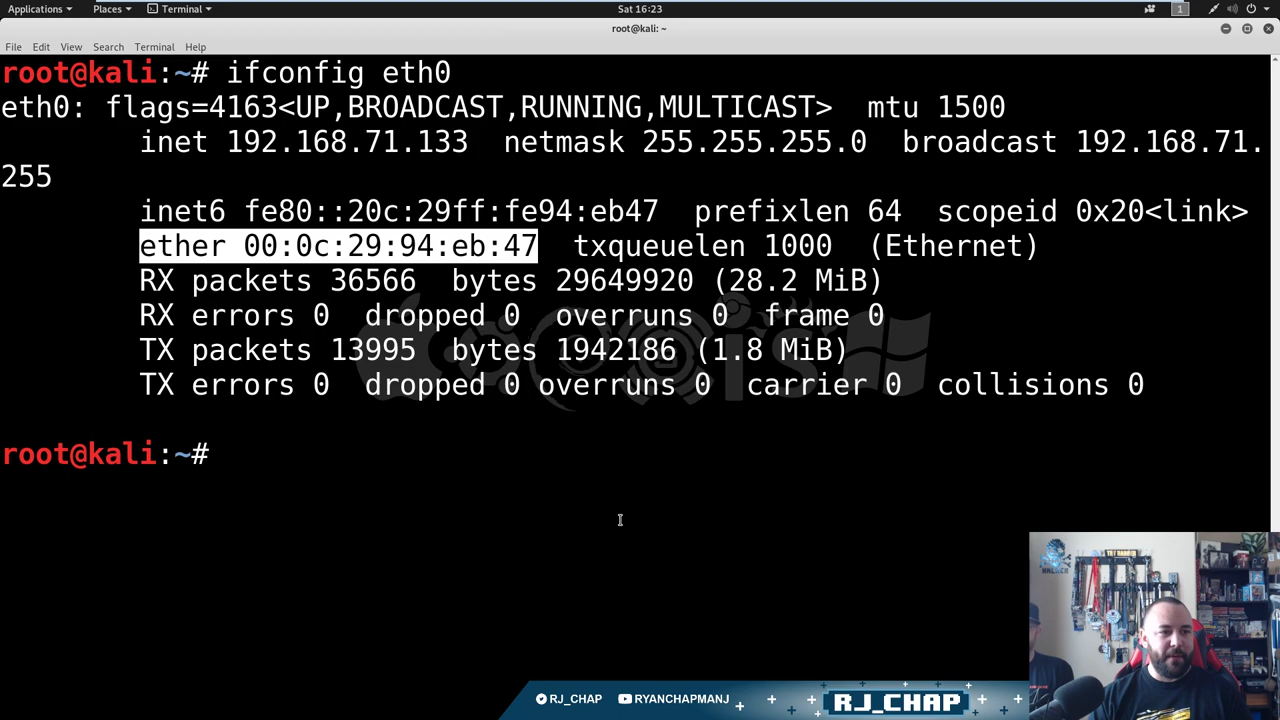 Applications Places Terminal Sat 16:23 1
root@kali: ~
File Edit View Search Terminal Help
root@kali:~# ifconfig eth0
eth0: flags=4163<UP,BROADCAST,RUNNING,MULTICAST>  mtu 1500
        inet 192.168.71.133  netmask 255.255.255.0  broadcast 192.168.71.
255
        inet6 fe80::20c:29ff:fe94:eb47  prefixlen 64  scopeid 0x20<link>
        ether 00:0c:29:94:eb:47  txqueuelen 1000  (Ethernet)
        RX packets 36566  bytes 29649920 (28.2 MiB)
        RX errors 0  dropped 0  overruns 0  frame 0
        TX packets 13995  bytes 1942186 (1.8 MiB)
        TX errors 0  dropped 0 overruns 0  carrier 0  collisions 0
root@kali:~#
TRY HARDER
RJ_CHAP RYANCHAPMANJ RJ_CHAP